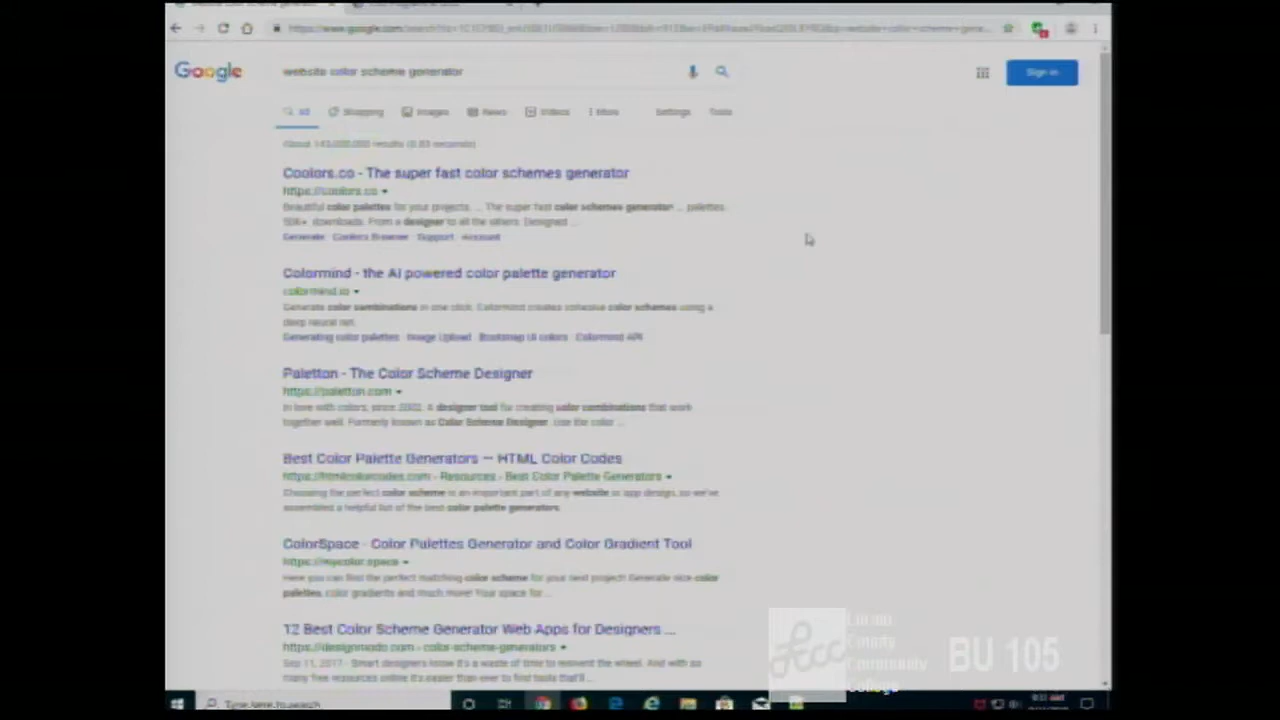 Google
website color scheme generator
Sign in
All Shopping Images News Videos More Settings Tools
Coolors.co - The super fast color schemes generator
https://coolors.co
Beautiful color palettes for your projects. ... The super fast color schemes generator ... palettes
downloads. From a designer to all the others. Designed ...
Generate Coolors Browser Support Account
Colormind - the AI powered color palette generator
colormind.io
Generate color combinations in one click. Colormind creates cohesive color schemes using a
deep neural net.
Generating color palettes Image Upload Bootstrap UI colors Colormind API
Paletton - The Color Scheme Designer
https://paletton.com
In love with colors, since 2002. A designer tool for creating color combinations that work
together well. Formerly known as Color Scheme Designer. Use the color ...
Best Color Palette Generators — HTML Color Codes
https://htmlcolorcodes.com - Resources - Best Color Palette Generators
Choosing the perfect color scheme is an important part of any website or app design, so we've
assembled a helpful list of the best color palette generators.
ColorSpace - Color Palettes Generator and Color Gradient Tool
https://mycolor.space
Here you can find the perfect matching color scheme for your next project! Generate nice color
palettes, color gradients and much more! Your space for...
12 Best Color Scheme Generator Web Apps for Designers ...
https://designmodo.com - color-scheme-generators
Sep 11, 2017 - Smart designers know it's a waste of time to reinvent the wheel. And with so
many free resources online it's easier than ever to find tools that'll...
County
Community
College
BU 105
Type here to search